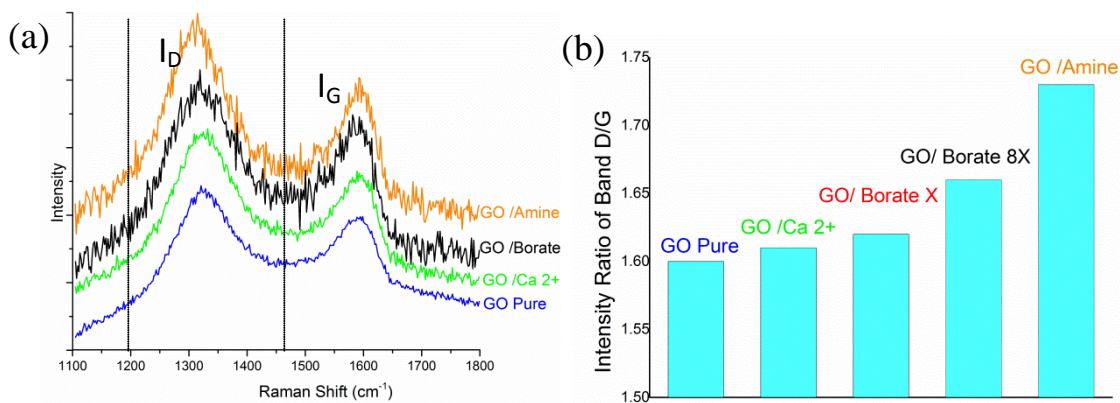 (a)
I_D
I_G
Intensity
GO /Amine
GO /Borate
GO /Ca 2+
GO Pure
1100 1200 1300 1400 1500 1600 1700 1800
Raman Shift (cm⁻¹)
(b)
Intensity Ratio of Band D/G
1.75
1.70
1.65
1.60
1.55
1.50
GO Pure
GO /Ca 2+
GO/ Borate X
GO/ Borate 8X
GO /Amine